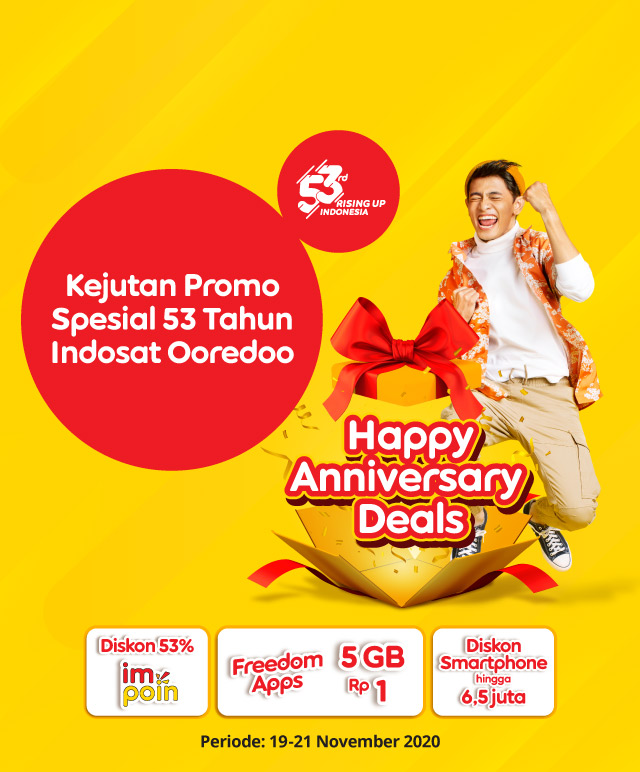 53rd
RISING UP
INDONESIA
Kejutan Promo
Spesial 53 Tahun
Indosat Ooredoo
Happy
Anniversary
Deals
Diskon 53%
im
poin
Freedom
Apps
5 GB
Rp 1
Diskon
Smartphone
hingga
6,5 juta
Periode: 19-21 November 2020